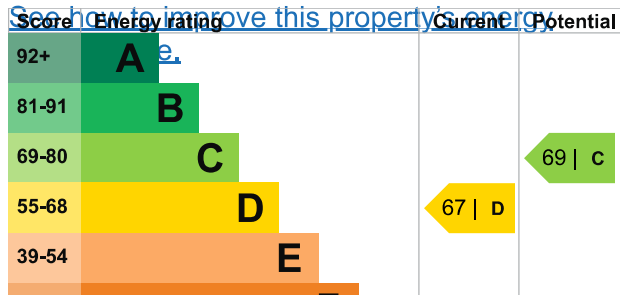 See how to improve this property's energy
e.
Score Energy rating Current Potential
92+ A
81-91 B
69-80 C 69 | C
55-68 D 67 | D
39-54 E